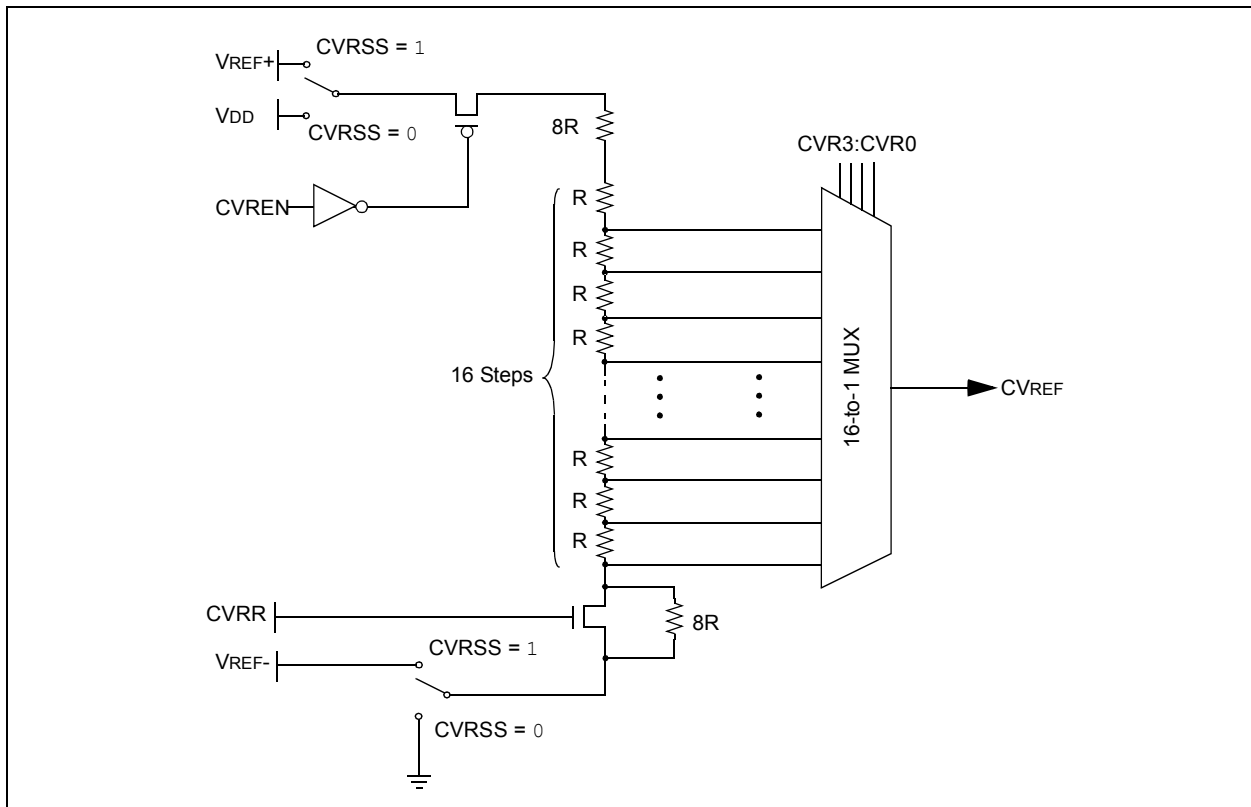 CVRSS = 1
VREF+
VDD
CVRSS = 0
8R
CVR3:CVR0
CVREN
R
R
R
R
16 Steps
16-to-1 MUX
CVREF
R
R
R
CVRR
8R
CVRSS = 1
VREF-
CVRSS = 0